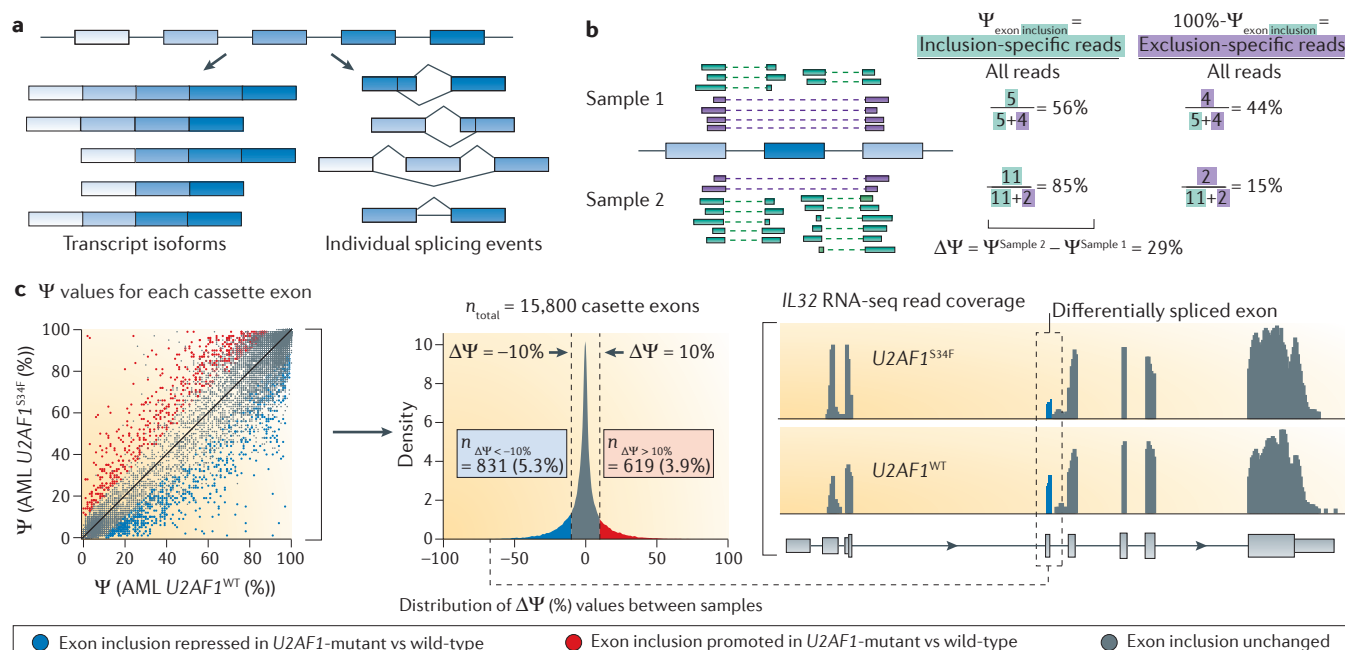 a
Transcript isoforms
Individual splicing events
b
Sample 1
Sample 2
Ψexon inclusion =
Inclusion-specific reads
All reads
5
5+4
= 56%
11
11+2
= 85%
100%-Ψexon inclusion =
Exclusion-specific reads
All reads
4
5+4
= 44%
2
11+2
= 15%
ΔΨ = ΨSample 2 – ΨSample 1 = 29%
c Ψ values for each cassette exon
Ψ (AML U2AF1S34F (%))
100
80
60
40
20
0
0 20 40 60 80 100
Ψ (AML U2AF1WT (%))
ntotal = 15,800 casette exons
ΔΨ = –10%
ΔΨ = 10%
Density
10
8
6
4
2
0
nΔΨ < –10%
= 831 (5.3%)
nΔΨ > 10%
= 619 (3.9%)
–100 –50 0 50 100
Distribution of ΔΨ (%) values between samples
IL32 RNA-seq read coverage
Differentially spliced exon
U2AF1S34F
U2AF1WT
Exon inclusion repressed in U2AF1-mutant vs wild-type
Exon inclusion promoted in U2AF1-mutant vs wild-type
Exon inclusion unchanged